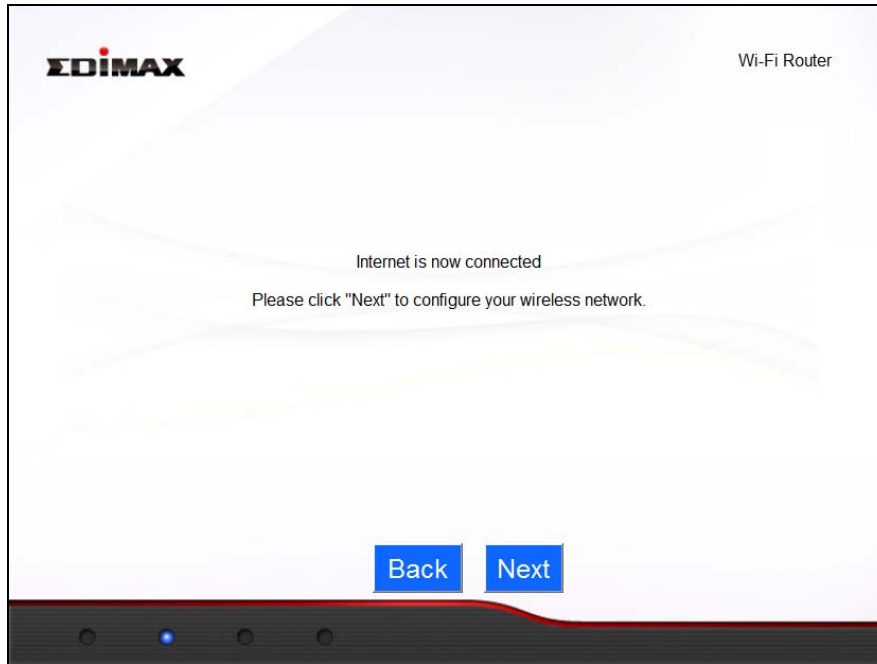 EDIMAX
Wi-Fi Router
Internet is now connected
Please click "Next" to configure your wireless network.
Back
Next